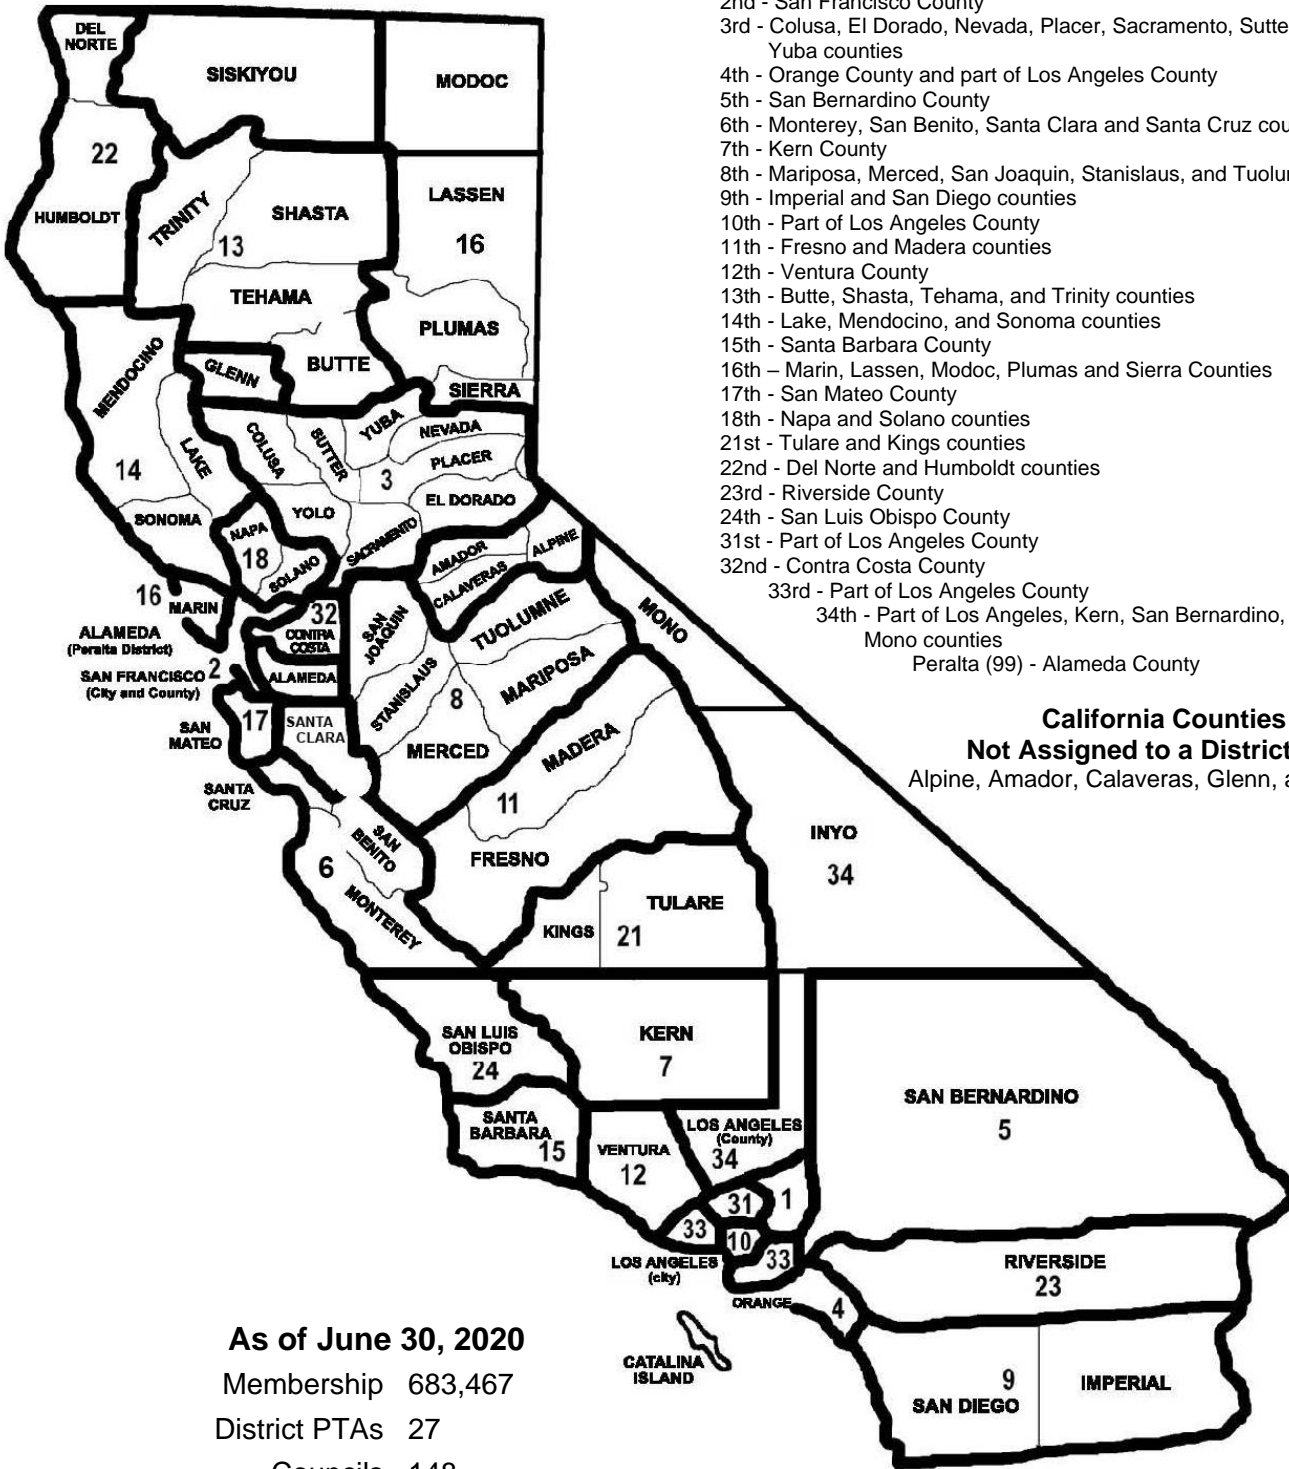 2nd - San Francisco County
3rd - Colusa, El Dorado, Nevada, Placer, Sacramento,
Yuba counties
4th - Orange County and part of Los Angeles County
5th - San Bernardino County
6th - Monterey, San Benito, Santa Clara and Santa Cruz
7th - Kern County
8th - Mariposa, Merced, San Joaquin, Stanislaus, and
9th - Imperial and San Diego counties
10th - Part of Los Angeles County
11th - Fresno and Madera counties
12th - Ventura County
13th - Butte, Shasta, Tehama, and Trinity counties
14th - Lake, Mendocino, and Sonoma counties
15th - Santa Barbara County
16th – Marin, Lassen, Modoc, Plumas and Sierra Counties
17th - San Mateo County
18th - Napa and Solano counties
21st - Tulare and Kings counties
22nd - Del Norte and Humboldt counties
23rd - Riverside County
24th - San Luis Obispo County
31st - Part of Los Angeles County
32nd - Contra Costa County
33rd - Part of Los Angeles County
34th - Part of Los Angeles, Kern, San Bernardino,
Mono counties
Peralta (99) - Alameda County
California Counties
Not Assigned to a District
Alpine, Amador, Calaveras, Glenn,
DEL
NORTE
SISKIYOU
MODOC
22
HUMBOLDT
TRINITY
SHASTA
13
LASSEN
16
TEHAMA
PLUMAS
BUTTE
GLENN
SIERRA
MENDOCINO
LAKE
14
COLUSA
SUTTER
YUBA
NEVADA
PLACER
3
EL DORADO
SONOMA
NAPA
18
YOLO
SACRAMENTO
SOLANO
AMADOR
ALPINE
CALAVERAS
16
MARIN
32
CONTRA
COSTA
SAN
JOAQUIN
TUOLUMNE
MONO
ALAMEDA
(Peralta District)
SAN FRANCISCO 2
(City and County)
ALAMEDA
STANISLAUS
8
MARIPOSA
SAN
MATEO
17
SANTA
CLARA
MERCED
MADERA
SANTA
CRUZ
11
SAN
BENITO
FRESNO
INYO
34
6
MONTEREY
KINGS
TULARE
21
SAN LUIS
OBISPO
24
KERN
7
SAN BERNARDINO
5
SANTA
BARBARA
15
VENTURA
12
LOS ANGELES
(County)
34
31
1
33
10
33
LOS ANGELES
(city)
ORANGE
4
RIVERSIDE
23
CATALINA
ISLAND
9
SAN DIEGO
IMPERIAL
As of June 30, 2020
Membership 683,467
District PTAs 27
Councils 148